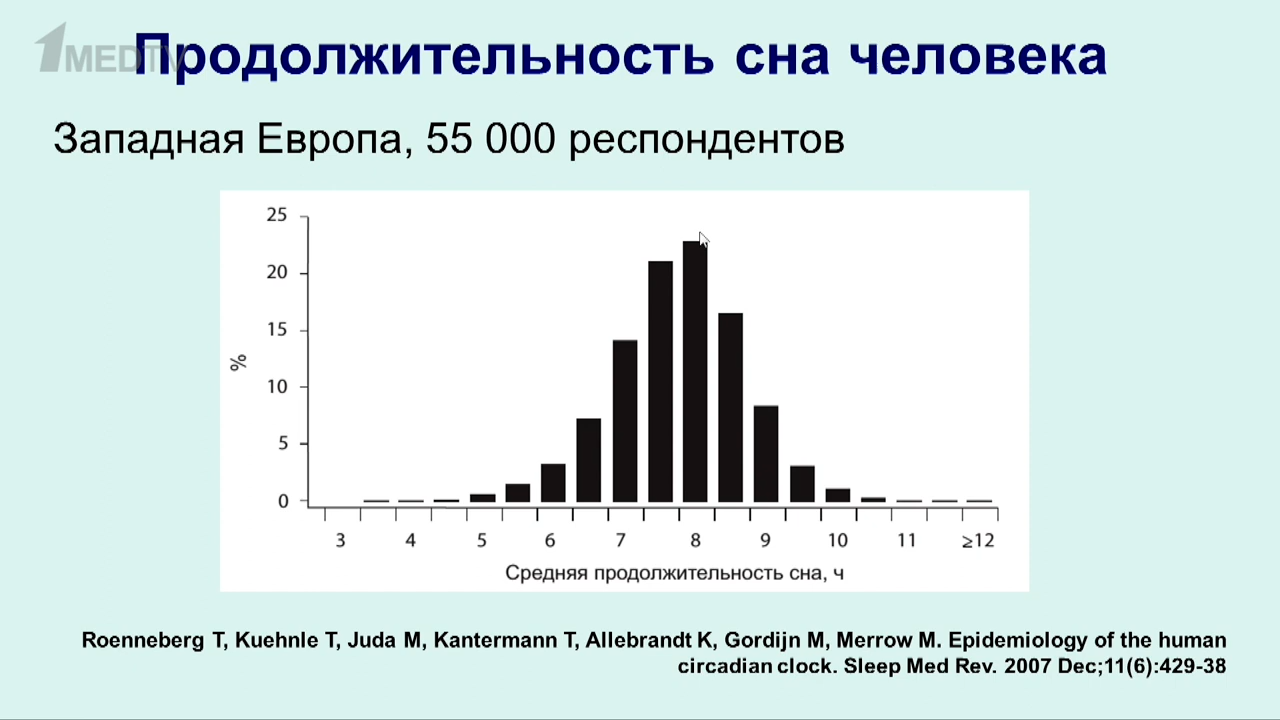 1MEDTV
Продолжительность сна человека
Западная Европа, 55 000 респондентов
25
20
15
10
5
0
%
3 4 5 6 7 8 9 10 11 ≥12
Средняя продолжительность сна, ч
Roenneberg T, Kuehnle T, Juda M, Kantermann T, Allebrandt K, Gordijn M, Merrow M. Epidemiology of the human
circadian clock. Sleep Med Rev. 2007 Dec;11(6):429-38